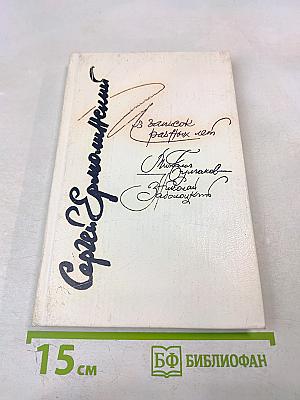 Сергей Ермолинский
Из записок
разных лет
Михаил
Булгаков
Николай
Заболоцкий
15 см
БФ БИБЛИОФАН